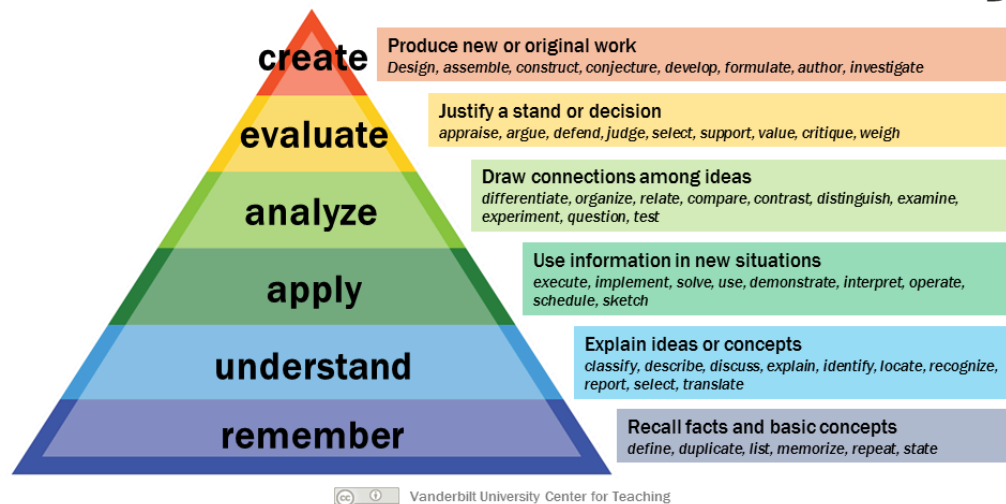 create
Produce new or original work
Design, assemble, construct, conjecture, develop, formulate, author, investigate
evaluate
Justify a stand or decision
appraise, argue, defend, judge, select, support, value, critique, weigh
analyze
Draw connections among ideas
differentiate, organize, relate, compare, contrast, distinguish, examine,
experiment, question, test
apply
Use information in new situations
execute, implement, solve, use, demonstrate, interpret, operate,
schedule, sketch
understand
Explain ideas or concepts
classify, describe, discuss, explain, identify, locate, recognize,
report, select, translate
remember
Recall facts and basic concepts
define, duplicate, list, memorize, repeat, state
cc
Vanderbilt University Center for Teaching